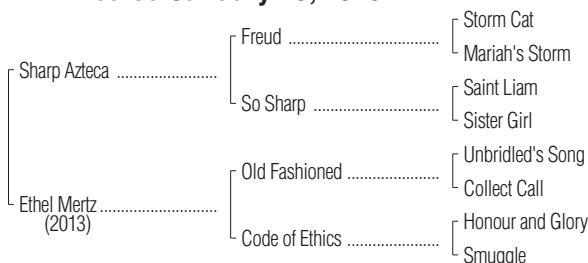 Storm Cat
Freud ........................................
Mariah's Storm
Sharp Azteca ..........................
Saint Liam
So Sharp .................................
Sister Girl
Unbridled's Song
Old Fashioned ..........................
Collect Call
Ethel Mertz ..............................
(2013)
Honour and Glory
Code of Ethics ........................
Smuggle